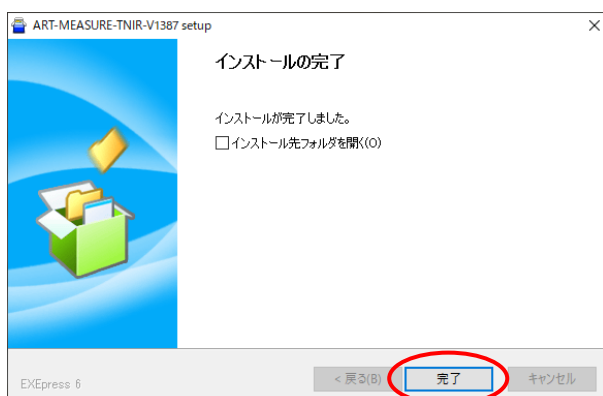 ART-MEASURE-TNIR-V1387 setup
インストールの完了
インストールが完了しました。
インストール先フォルダを開く(O)
EXEpress 6
< 戻る(B)
完了
キャンセル